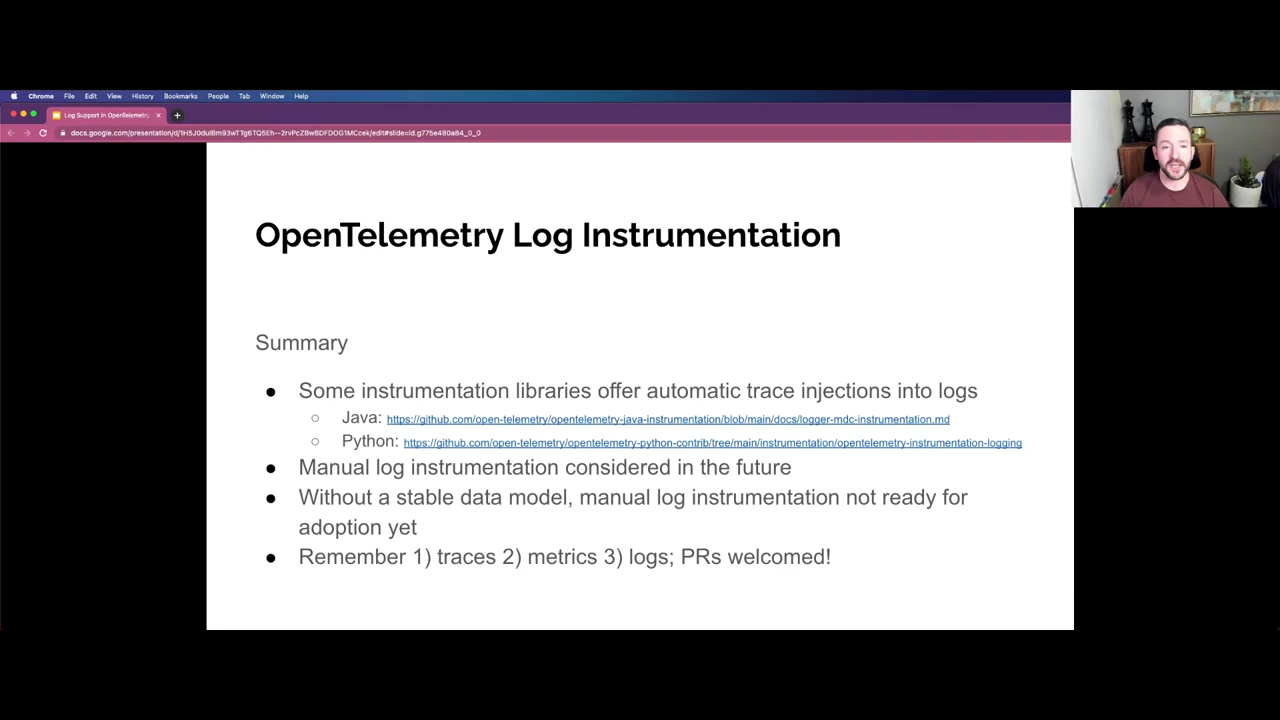 Chrome File Edit View History Bookmarks People Tab Window Help
Log Support in OpenTelemetry
OpenTelemetry Log Instrumentation
Summary
● Some instrumentation libraries offer automatic trace injections into logs
○ Java: https://github.com/open-telemetry/opentelemetry-java-instrumentation/blob/main/docs/logger-mdc-instrumentation.md
○ Python: https://github.com/open-telemetry/opentelemetry-python-contrib/tree/main/instrumentation/opentelemetry-instrumentation-logging
● Manual log instrumentation considered in the future
● Without a stable data model, manual log instrumentation not ready for
adoption yet
● Remember 1) traces 2) metrics 3) logs; PRs welcomed!